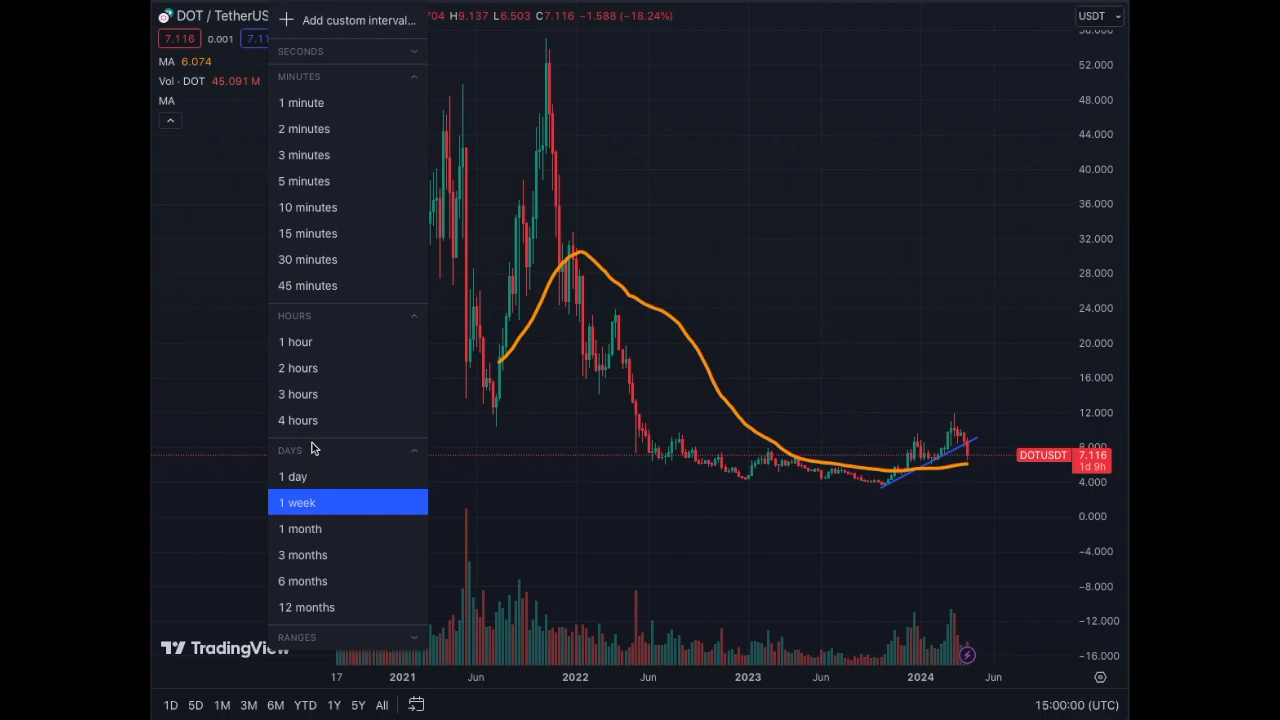 DOT / TetherUS
704 H9.137 L6.503 C7.116 −1.588 (−18.24%)
7.116 0.001 7.11
MA 6.074
Vol · DOT 45.091 M
MA
Add custom interval...
SECONDS
MINUTES
1 minute
2 minutes
3 minutes
5 minutes
10 minutes
15 minutes
30 minutes
45 minutes
HOURS
1 hour
2 hours
3 hours
4 hours
DAYS
1 day
1 week
1 month
3 months
6 months
12 months
RANGES
USDT
56.000
52.000
48.000
44.000
40.000
36.000
32.000
28.000
24.000
20.000
16.000
12.000
8.000
DOTUSDT 7.116
1d 9h
4.000
0.000
−4.000
−8.000
−12.000
−16.000
TradingView
17 2021 Jun 2022 Jun 2023 Jun 2024 Jun
1D 5D 1M 3M 6M YTD 1Y 5Y All
15:00:00 (UTC)